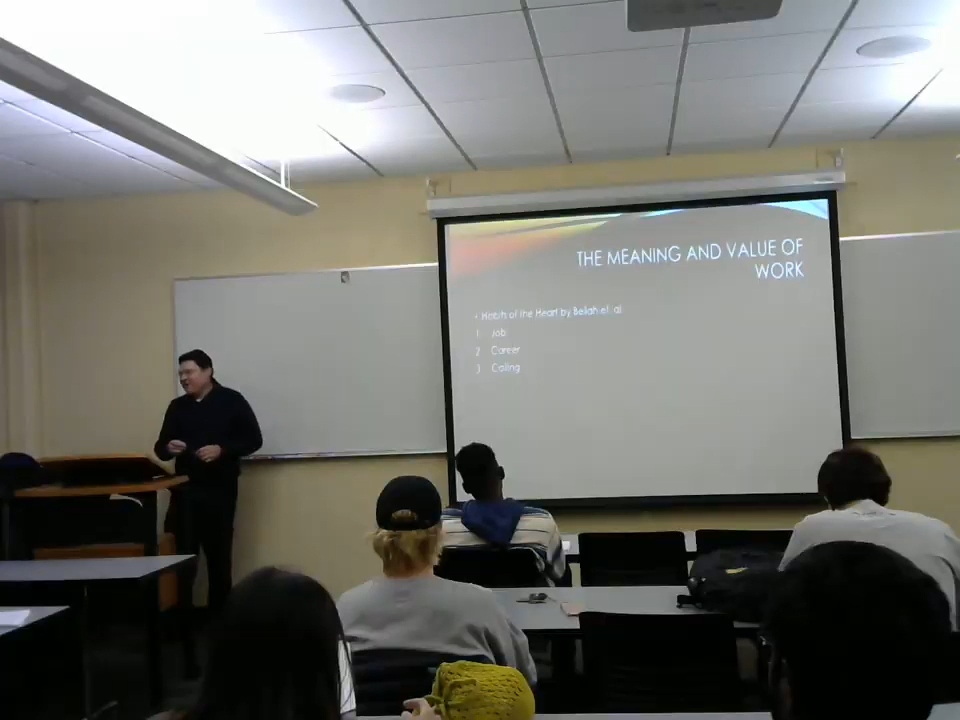 THE MEANING AND VALUE OF
WORK
• Habits of the Heart by Bellah et. al
1 Job
2 Career
3 Calling